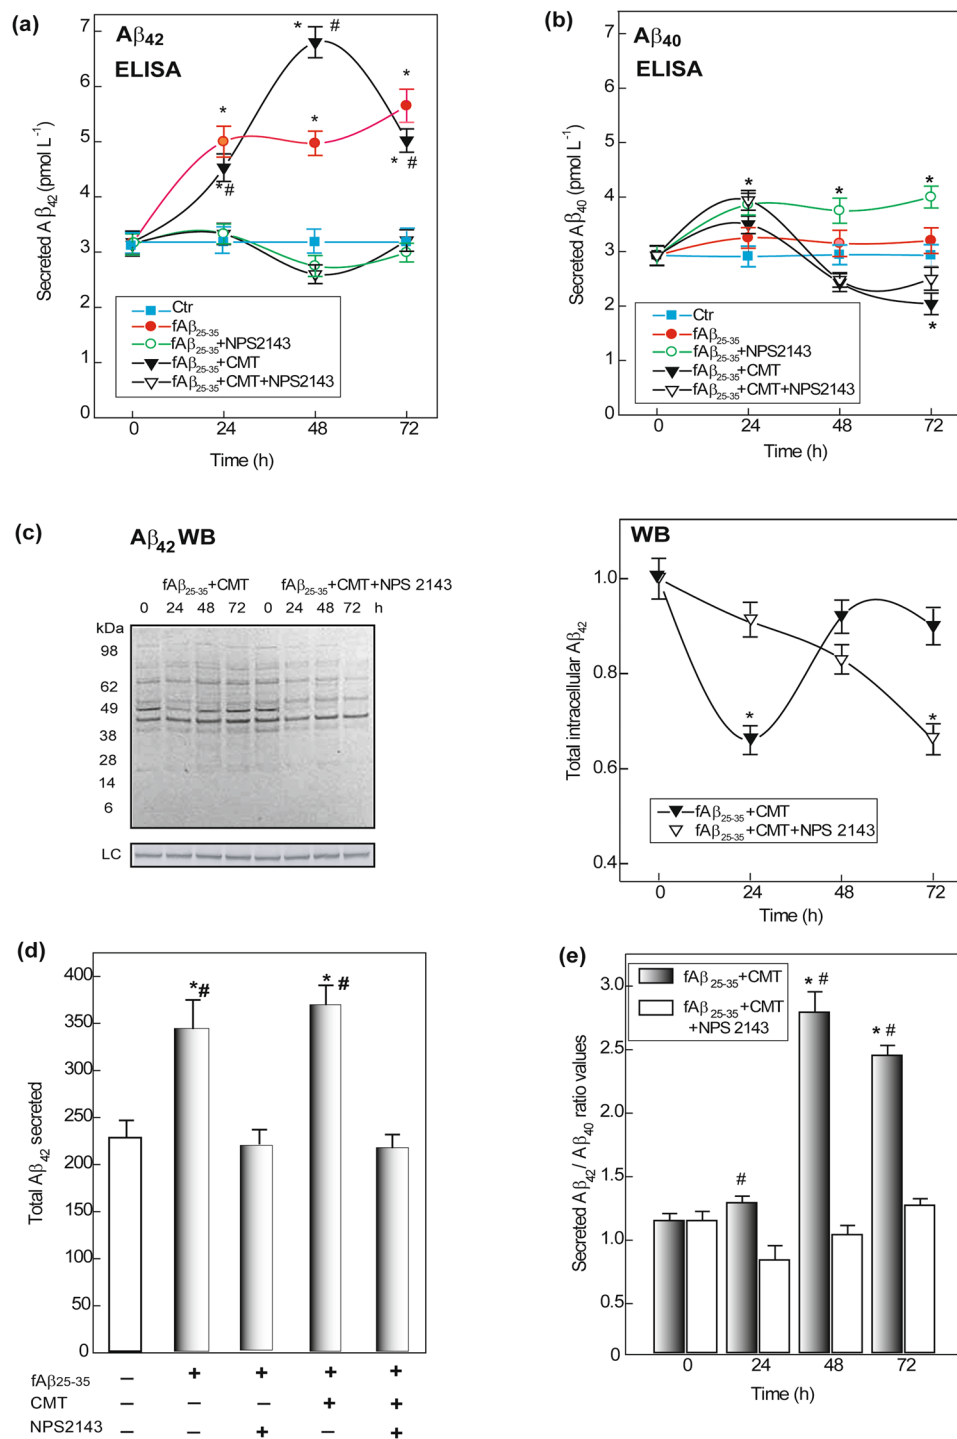 (a)
Aβ42
ELISA
Secreted Aβ42 (pmol L-1)
7
6
5
4
3
2
1
0
* #
*
*
*
*#
* #
Ctr
fAβ25-35
fAβ25-35+NPS2143
fAβ25-35+CMT
fAβ25-35+CMT+NPS2143
0 24 48 72
Time (h)
(b)
Aβ40
ELISA
Secreted Aβ40 (pmol L-1)
7
6
5
4
3
2
1
0
* * *
*
Ctr
fAβ25-35
fAβ25-35+NPS2143
fAβ25-35+CMT
fAβ25-35+CMT+NPS2143
0 24 48 72
Time (h)
(c)
Aβ42 WB
fAβ25-35+CMT fAβ25-35+CMT+NPS 2143
0 24 48 72 0 24 48 72 h
kDa
98
62
49
38
28
14
6
LC
WB
Total intracellular Aβ42
1.0
0.8
0.6
0.4
*
*
fAβ25-35+CMT
fAβ25-35+CMT+NPS 2143
0 24 48 72
Time (h)
(d)
Total Aβ42 secreted
400
350
300
250
200
150
100
50
0
*#
* #
fAβ25-35 – + + + +
CMT – – – + +
NPS2143 – – + – +
(e)
Secreted Aβ42/ Aβ40 ratio values
3.0
2.5
2.0
1.5
1.0
0.5
0
fAβ25-35+CMT
fAβ25-35+CMT
+NPS 2143
#
* #
* #
0 24 48 72
Time (h)